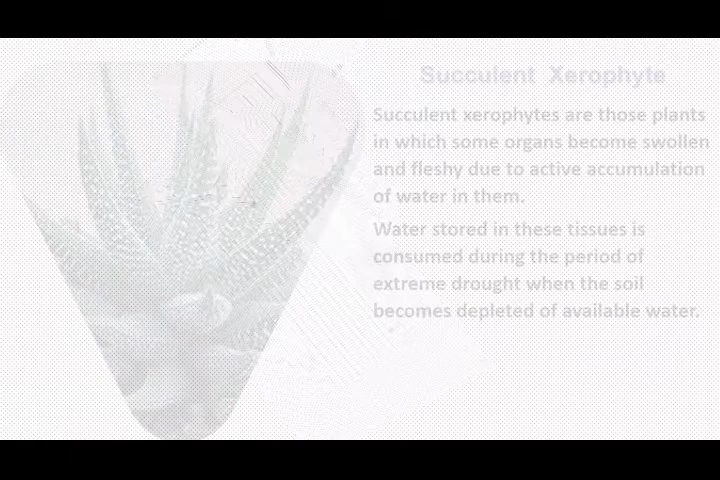 Succulent Xerophyte
Succulent xerophytes are those plants
in which some organs become swollen
and fleshy due to active accumulation
of water in them.
Water stored in these tissues is
consumed during the period of
extreme drought when the soil
becomes depleted of available water.